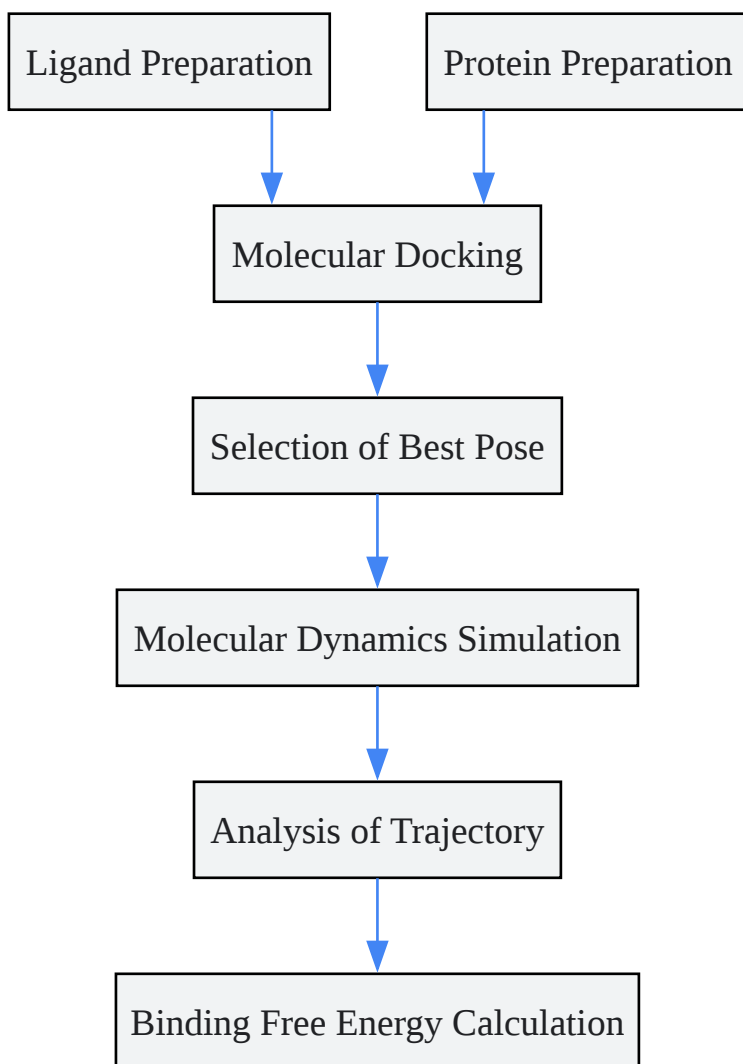 Ligand Preparation
Protein Preparation
Molecular Docking
Selection of Best Pose
Molecular Dynamics Simulation
Analysis of Trajectory
Binding Free Energy Calculation